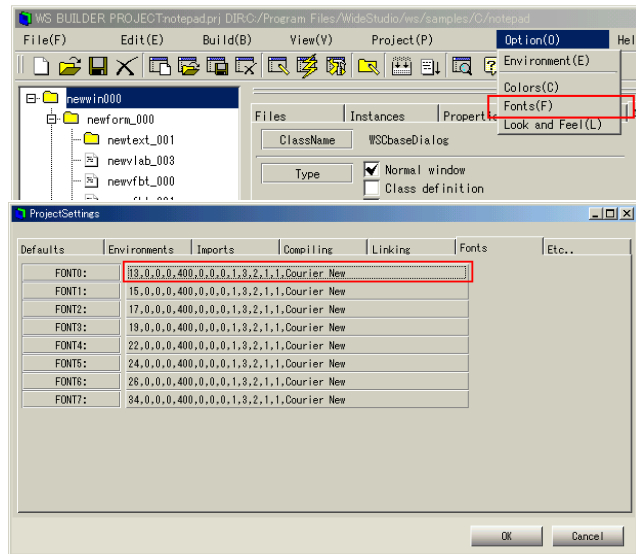 WS BUILDER PROJECT:notepad.prj DIRC:/Program Files/WideStudio/ws/samples/C/notepad
File(F) Edit(E) Build(B) View(V) Project(P) Option(O) Hel
Environment(E)
Colors(C)
Fonts(F)
Look and Feel(L)
newwin000
newform_000
newtext_001
newvlab_003
newvfbt_000
Files Instances Propert
ClassName WSCbaseDialog
Type Normal window
Class definition
ProjectSettings
Defaults Environments Imports Compiling Linking Fonts Etc..
FONT0: 13,0,0,0,400,0,0,0,1,3,2,1,1,Courier New
FONT1: 15,0,0,0,400,0,0,0,1,3,2,1,1,Courier New
FONT2: 17,0,0,0,400,0,0,0,1,3,2,1,1,Courier New
FONT3: 19,0,0,0,400,0,0,0,1,3,2,1,1,Courier New
FONT4: 22,0,0,0,400,0,0,0,1,3,2,1,1,Courier New
FONT5: 24,0,0,0,400,0,0,0,1,3,2,1,1,Courier New
FONT6: 26,0,0,0,400,0,0,0,1,3,2,1,1,Courier New
FONT7: 34,0,0,0,400,0,0,0,1,3,2,1,1,Courier New
OK Cancel